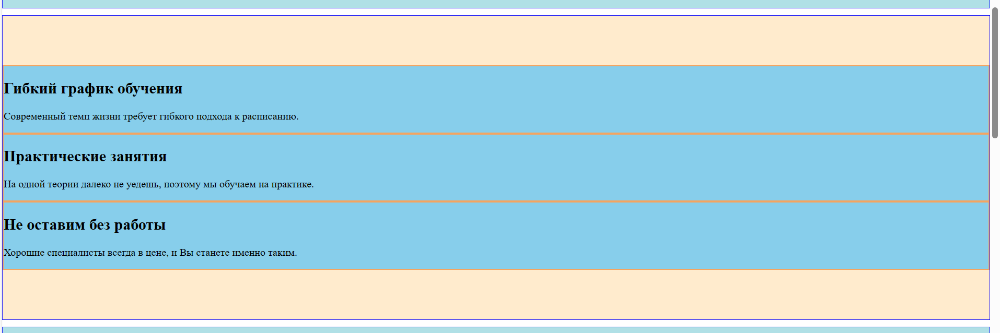 Гибкий график обучения
Современный темп жизни требует гибкого подхода к расписанию.
Практические занятия
На одной теории далеко не уедешь, поэтому мы обучаем на практике.
Не оставим без работы
Хорошие специалисты всегда в цене, и Вы станете именно таким.